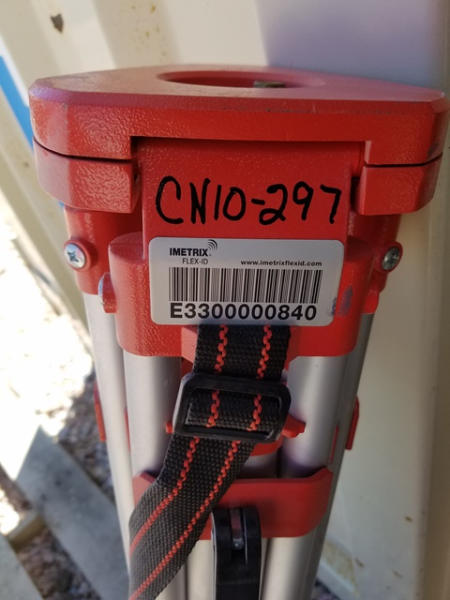 CN10-297
IMETRIX
FLEX-ID www.imetrixflexid.com
E3300000840